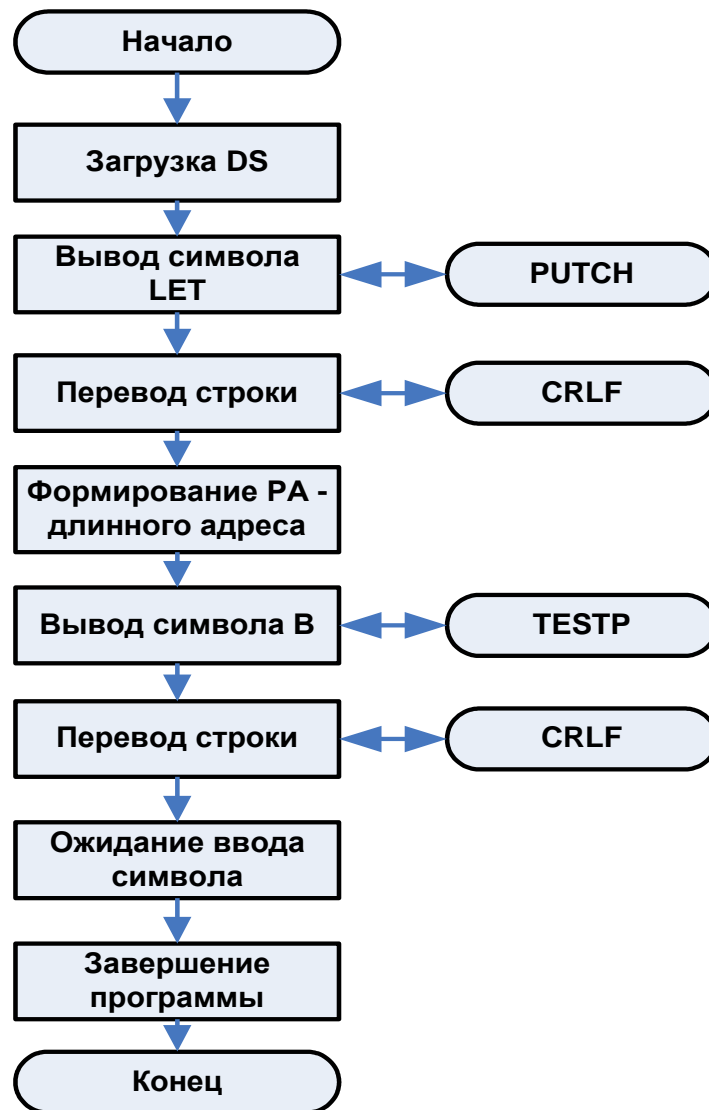 Начало
Загрузка DS
Вывод символа
LET
PUTCH
Перевод строки
CRLF
Формирование PA -
длинного адреса
Вывод символа B
TESTP
Перевод строки
CRLF
Ожидание ввода
символа
Завершение
программы
Конец